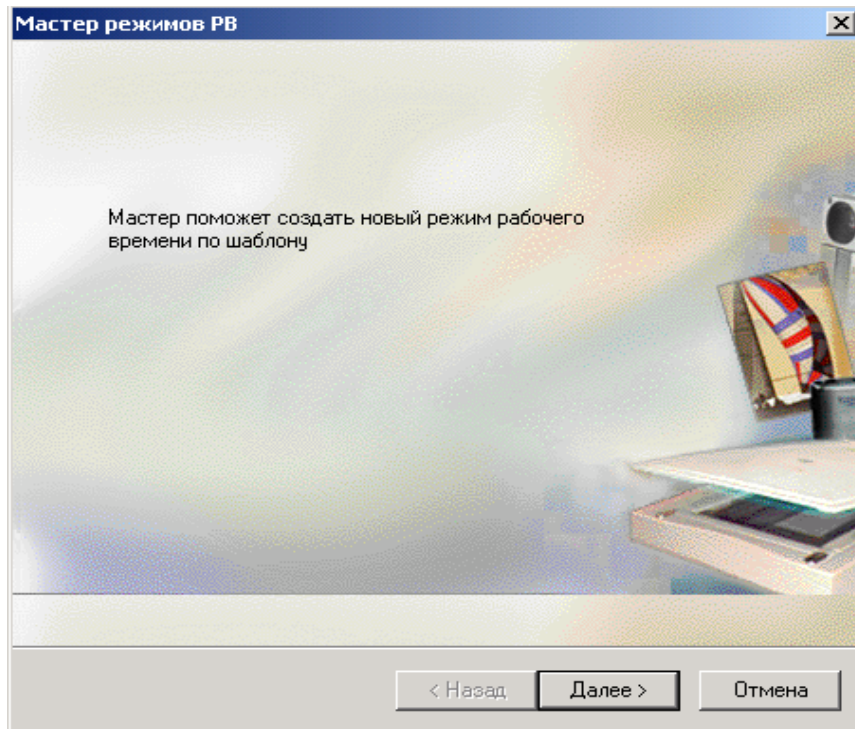 Мастер режимов РВ
Мастер поможет создать новый режим рабочего
времени по шаблону
< Назад
Далее >
Отмена